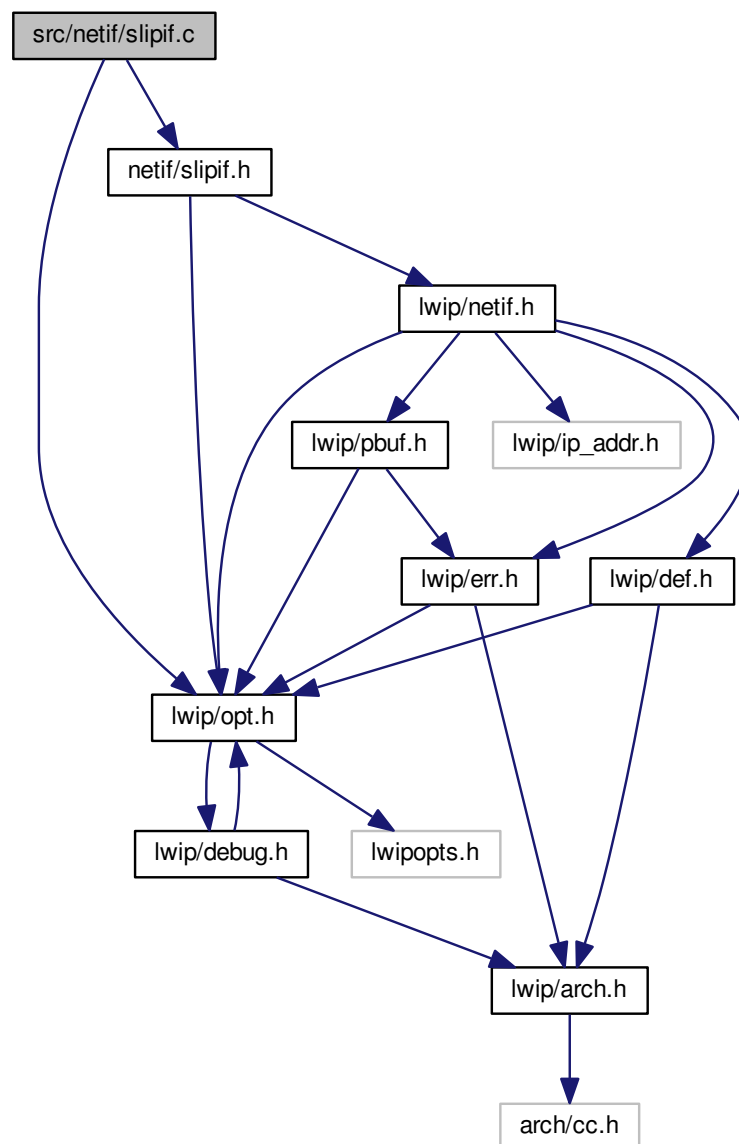 src/netif/slipif.c
netif/slipif.h
lwip/netif.h
lwip/pbuf.h
lwip/ip_addr.h
lwip/err.h
lwip/def.h
lwip/opt.h
lwip/debug.h
lwipopts.h
lwip/arch.h
arch/cc.h